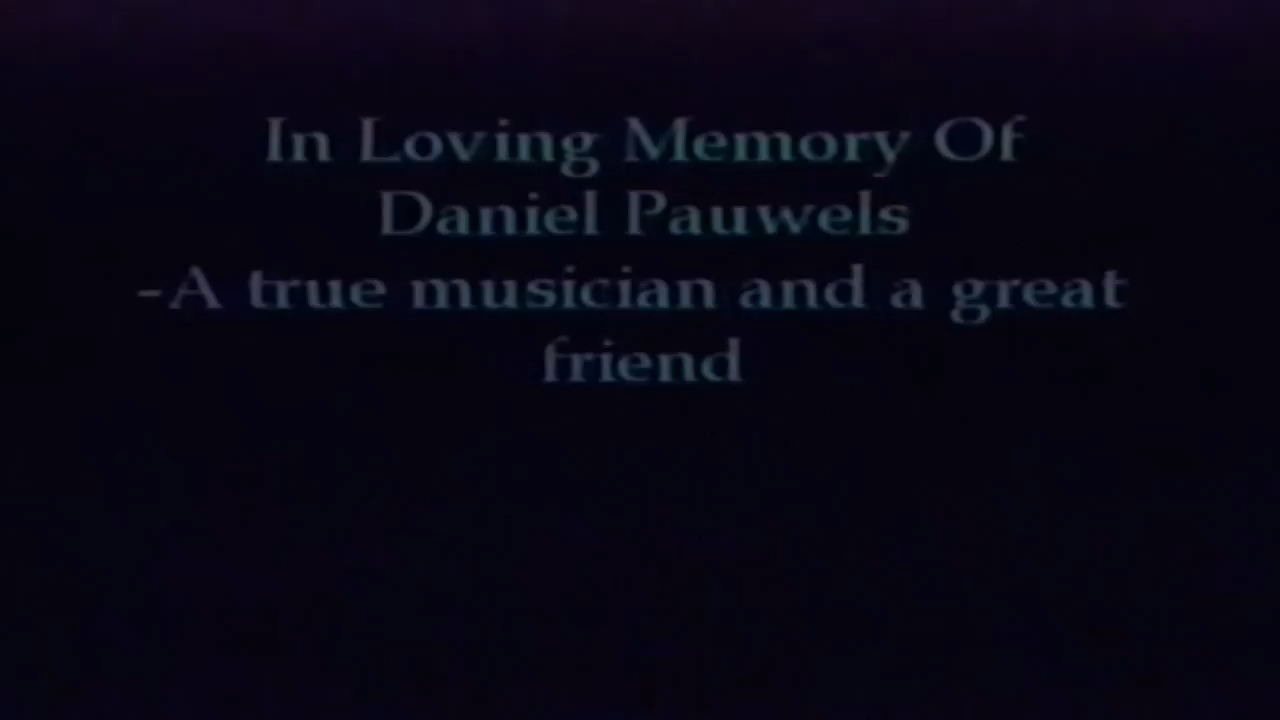 In Loving Memory Of
Daniel Pauwels
-A true musician and a great
friend